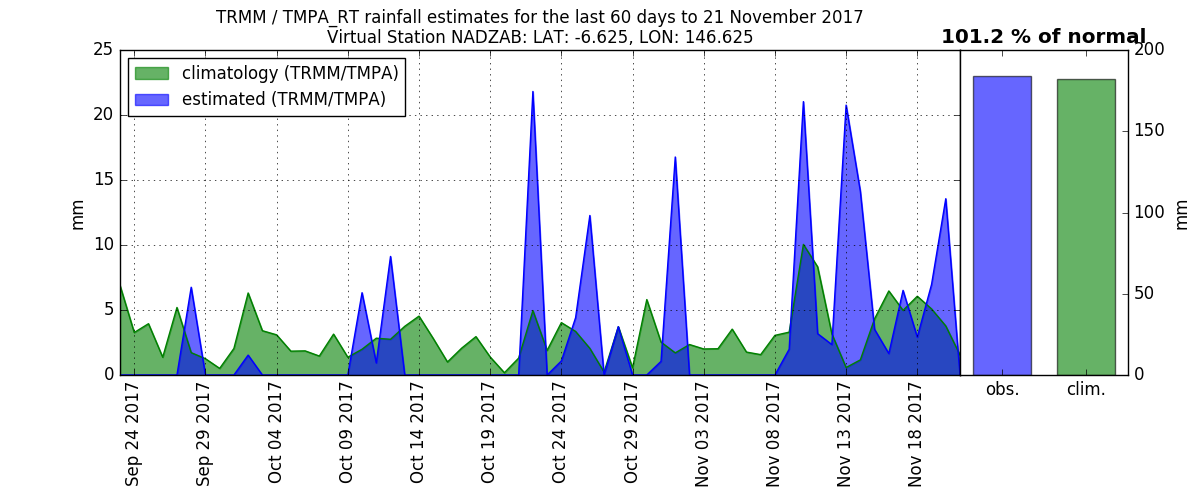 TRMM / TMPA_RT rainfall estimates for the last 60 days to 21 November 2017
Virtual Station NADZAB: LAT: -6.625, LON: 146.625
101.2 % of normal
climatology (TRMM/TMPA)
estimated (TRMM/TMPA)
25
20
15
10
5
0
mm
200
150
100
50
0
mm
Sep 24 2017
Sep 29 2017
Oct 04 2017
Oct 09 2017
Oct 14 2017
Oct 19 2017
Oct 24 2017
Oct 29 2017
Nov 03 2017
Nov 08 2017
Nov 13 2017
Nov 18 2017
obs.
clim.